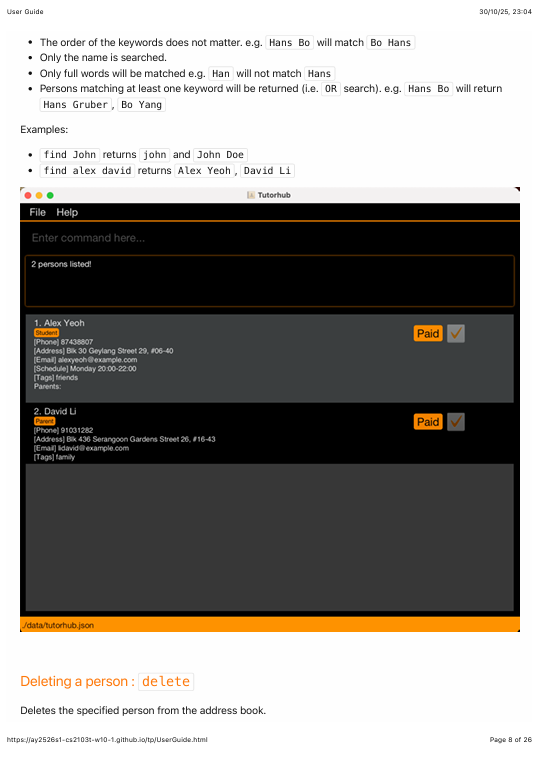 User Guide
30/10/25, 23:04
The order of the keywords does not matter. e.g. Hans Bo will match Bo Hans
Only the name is searched.
Only full words will be matched e.g. Han will not match Hans
Persons matching at least one keyword will be returned (i.e. OR search). e.g. Hans Bo will return
Hans Gruber, Bo Yang
Examples:
find John returns john and John Doe
find alex david returns Alex Yeoh, David Li
Tutorhub
File Help
Enter command here...
2 persons listed!
1. Alex Yeoh
Student
[Phone] 87438807
[Address] Blk 30 Geylang Street 29, #06-40
[Email] alexyeoh@example.com
[Schedule] Monday 20:00-22:00
[Tags] friends
Parents:
Paid
2. David Li
Parent
[Phone] 91031282
[Address] Blk 436 Serangoon Gardens Street 26, #16-43
[Email] lidavid@example.com
[Tags] family
Paid
./data/tutorhub.json
Deleting a person : delete
Deletes the specified person from the address book.
https://ay2526s1-cs2103t-w10-1.github.io/tp/UserGuide.html
Page 8 of 26